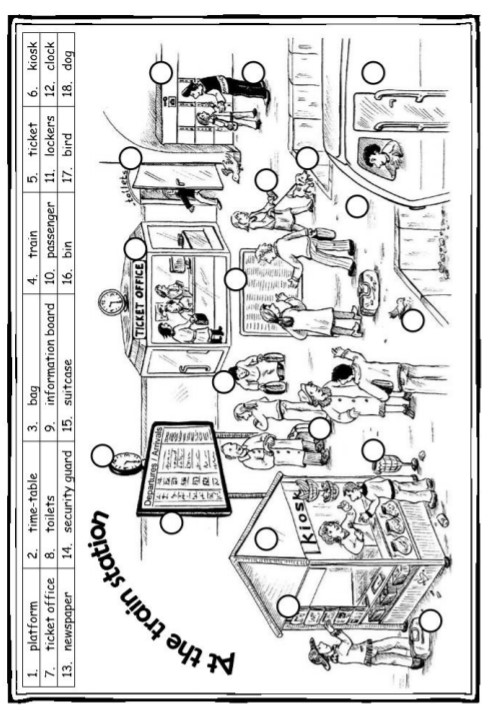 1. platform 2. time-table 3. bag 4. train 5. ticket 6. kiosk
7. ticket office 8. toilets 9. information board 10. passenger 11. lockers 12. clock
13. newspaper 14. security guard 15. suitcase 16. bin 17. bird 18. dog
At the train station
Departures / Arrivals
TICKET OFFICE
toilets
Kiosk